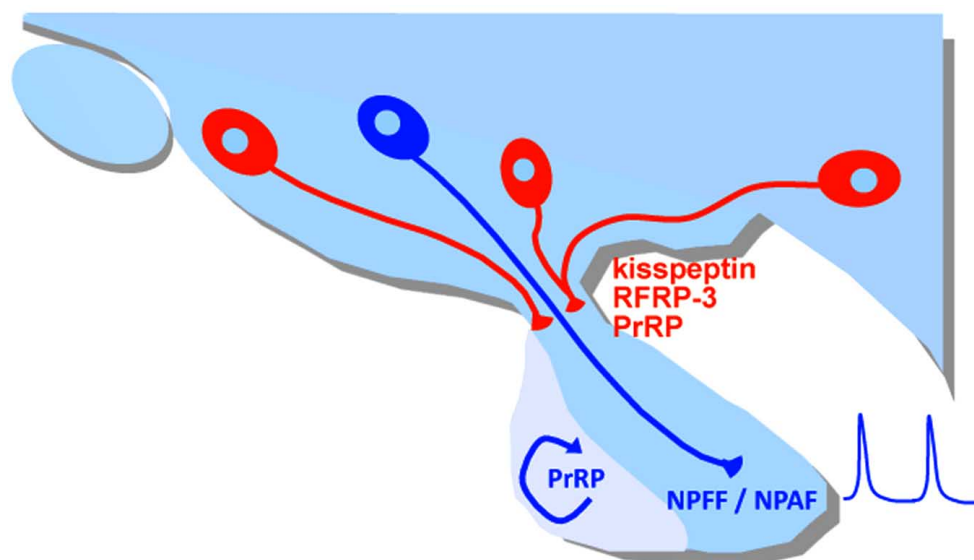 kisspeptin
RFRP-3
PrRP
PrRP
NPFF / NPAF